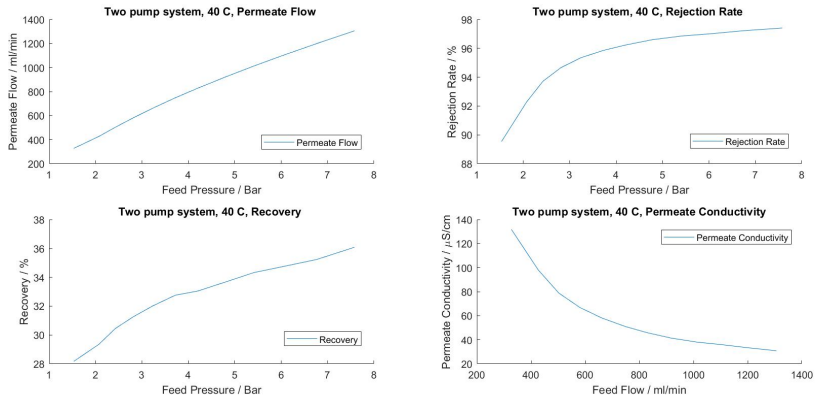 Two pump system, 40 C, Permeate Flow
1400
1200
1000
800
600
400
200
Permeate Flow / ml/min
Permeate Flow
1 2 3 4 5 6 7 8
Feed Pressure / Bar
Two pump system, 40 C, Rejection Rate
98
96
94
92
90
88
Rejection Rate / %
Rejection Rate
1 2 3 4 5 6 7 8
Feed Pressure / Bar
Two pump system, 40 C, Recovery
38
36
34
32
30
28
Recovery / %
Recovery
1 2 3 4 5 6 7 8
Feed Pressure / Bar
Two pump system, 40 C, Permeate Conductivity
140
120
100
80
60
40
20
Permeate Conductivity / μS/cm
Permeate Conductivity
200 400 600 800 1000 1200 1400
Feed Flow / ml/min